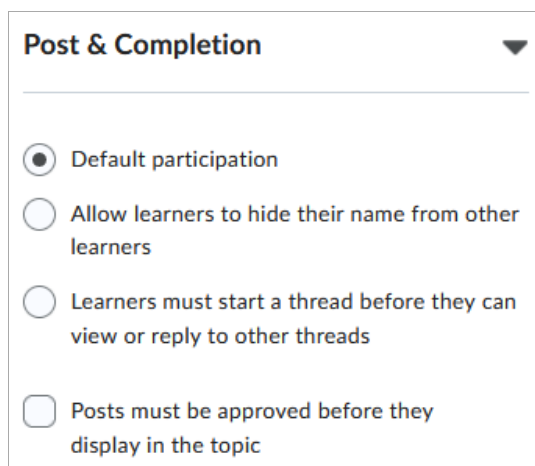 Post & Completion
Default participation
Allow learners to hide their name from other
learners
Learners must start a thread before they can
view or reply to other threads
Posts must be approved before they
display in the topic